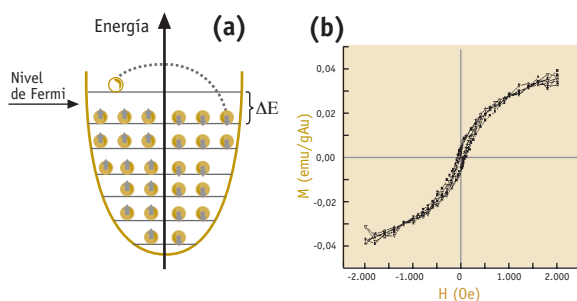 Energía
(a)
Nivel
de Fermi
ΔE
(b)
M (emu/gAu)
0,04
0,02
0,00
-0,02
-0,04
-2.000
-1.000
0
1.000
2.000
H (Oe)